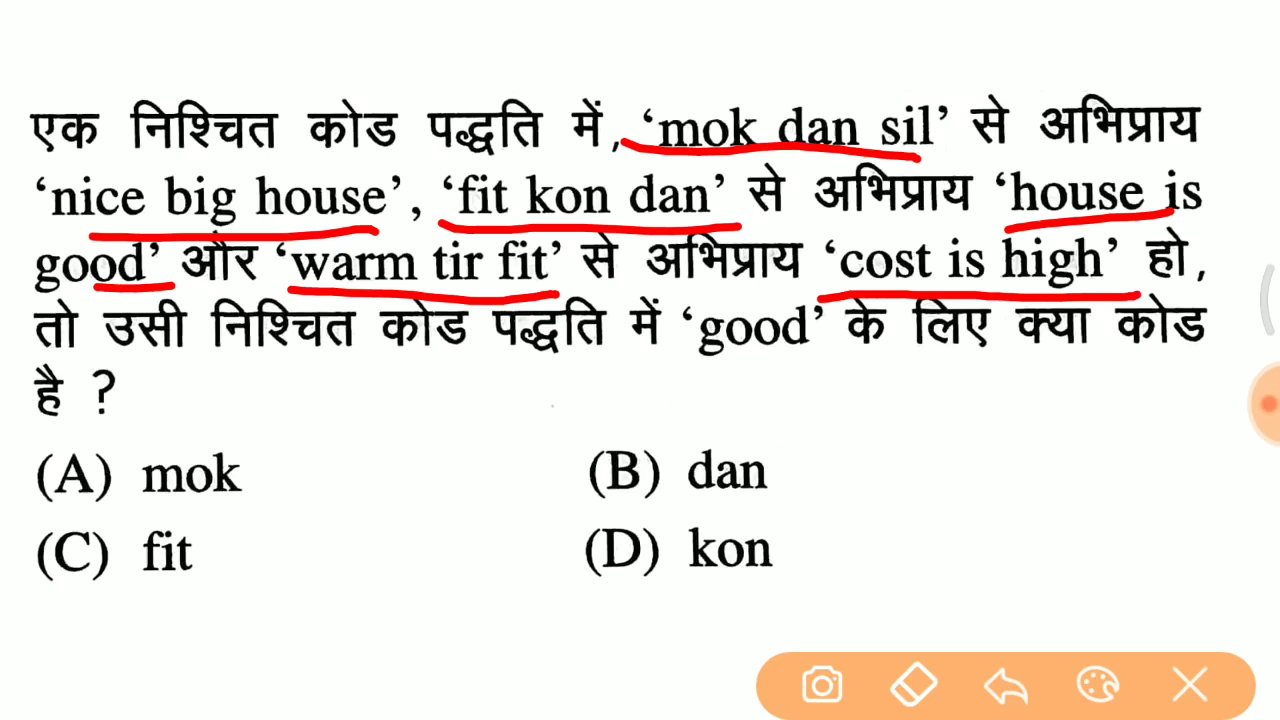 एक निश्चित कोड पद्धति में, ‘mok dan sil’ से अभिप्राय
‘nice big house’, ‘fit kon dan’ से अभिप्राय ‘house is
good’ और ‘warm tir fit’ से अभिप्राय ‘cost is high’ हो,
तो उसी निश्चित कोड पद्धति में ‘good’ के लिए क्या कोड
है ?
(A) mok (B) dan
(C) fit (D) kon